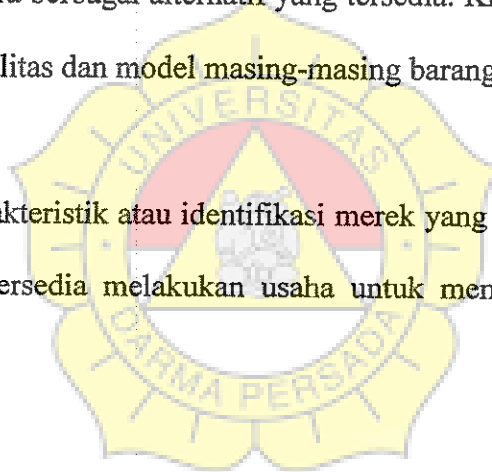 berbagai alternatif yang tersedia.
litas dan model masing-masing barang
UNIVERSITAS
akteristik atau identifikasi merek yang
ersedia melakukan usaha untuk men
DARMA PERSADA